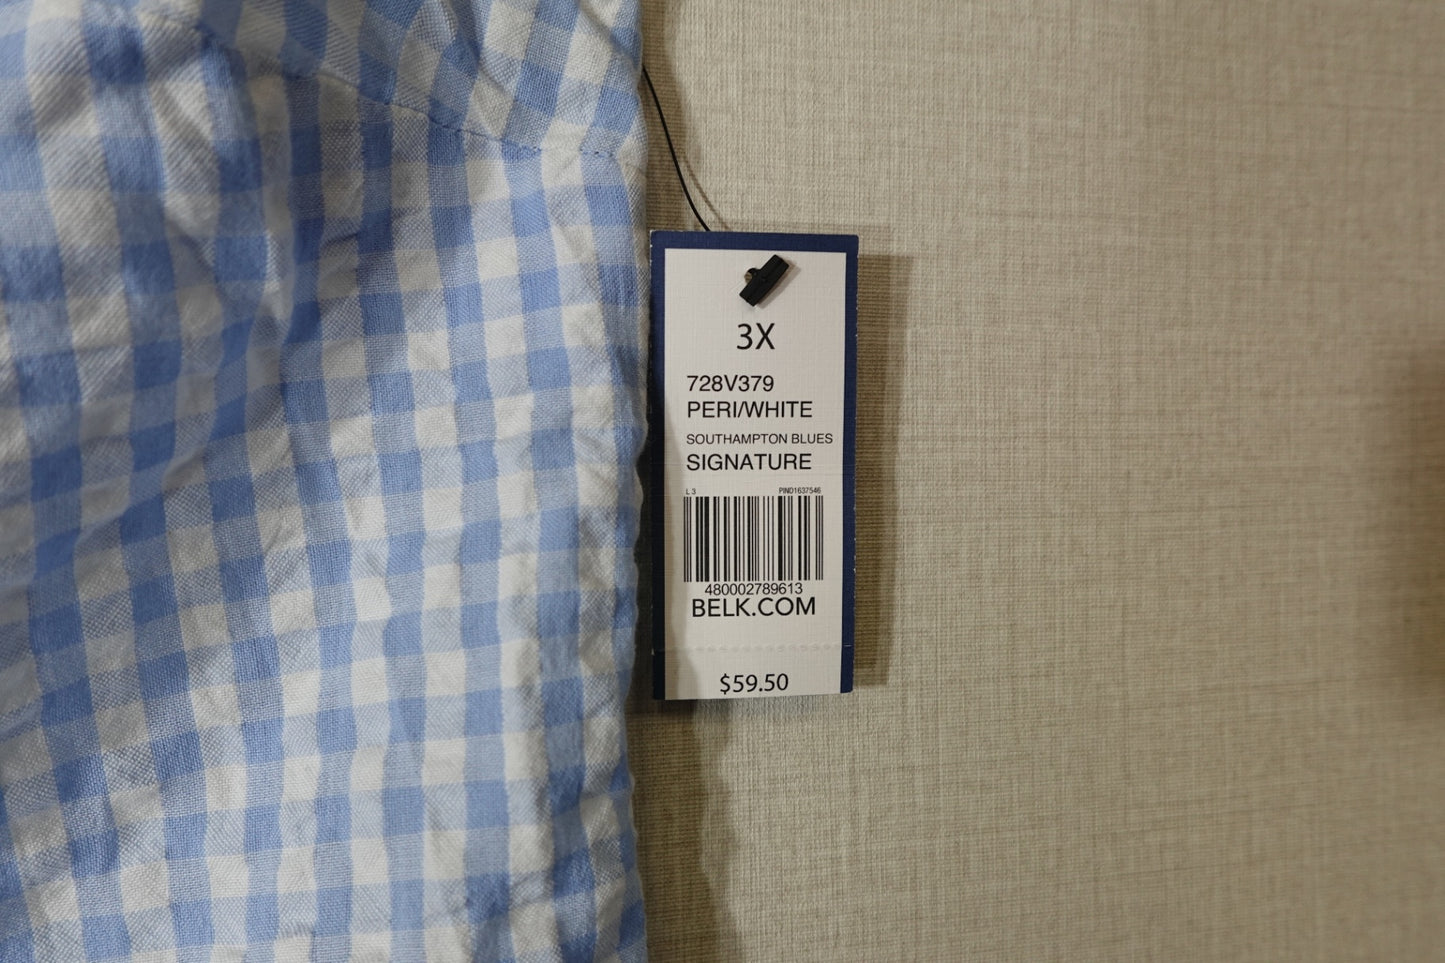 3X
728V379
PERI/WHITE
SOUTHAMPTON BLUES
SIGNATURE
L 3 PIND1637546
480002789613
BELK.COM
$59.50